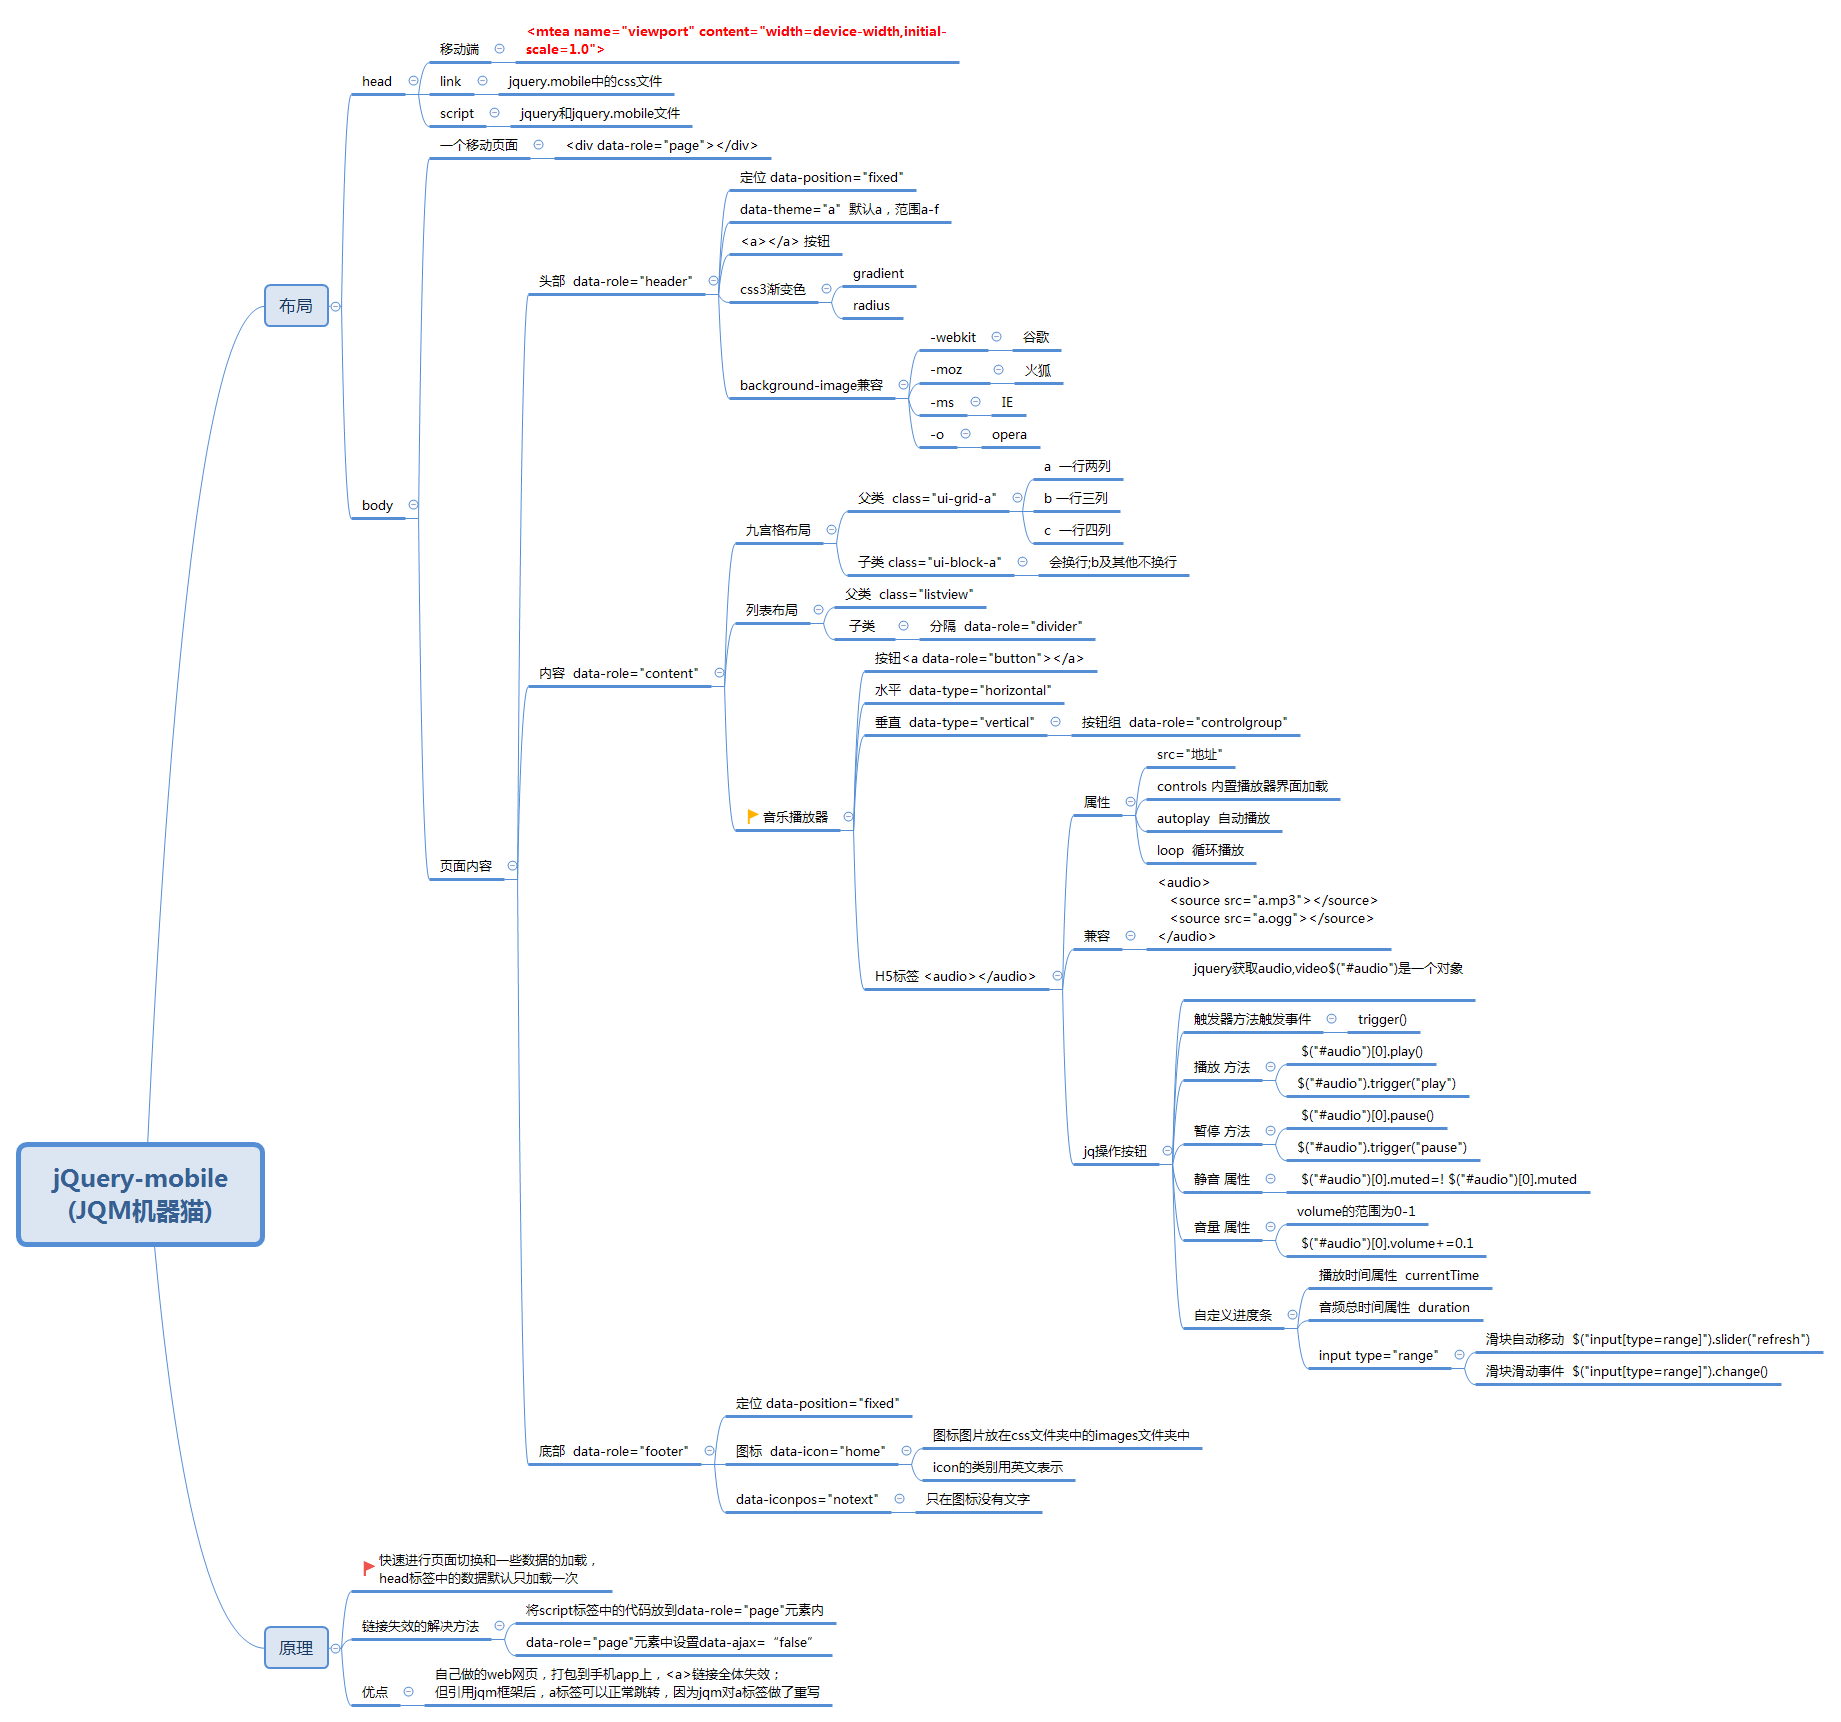 <mtea name="viewport" content="width=device-width,initial-
scale=1.0">
移动端
head
link
jquery.mobile中的css文件
script
jquery和jquery.mobile文件
一个移动页面
<div data-role="page"></div>
定位 data-position="fixed"
data-theme="a" 默认a，范围a-f
<a></a> 按钮
头部 data-role="header"
css3渐变色
gradient
radius
布局
-webkit
谷歌
-moz
火狐
background-image兼容
-ms
IE
-o
opera
body
a 一行两列
父类 class="ui-grid-a"
b 一行三列
九宫格布局
c 一行四列
子类 class="ui-block-a"
会换行;b及其他不换行
列表布局
父类 class="listview"
子类
分隔 data-role="divider"
内容 data-role="content"
按钮<a data-role="button"></a>
水平 data-type="horizontal"
垂直 data-type="vertical"
按钮组 data-role="controlgroup"
音乐播放器
属性
src="地址"
controls 内置播放器界面加载
autoplay 自动播放
loop 循环播放
页面内容
<audio>
<source src="a.mp3"></source>
<source src="a.ogg"></source>
</audio>
兼容
H5标签 <audio></audio>
jquery获取audio,video$("#audio")是一个对象
触发器方法触发事件
trigger()
播放 方法
$("#audio")[0].play()
$("#audio").trigger("play")
暂停 方法
$("#audio")[0].pause()
$("#audio").trigger("pause")
jq操作按钮
静音 属性
$("#audio")[0].muted=! $("#audio")[0].muted
音量 属性
volume的范围为0-1
$("#audio")[0].volume+=0.1
jQuery-mobile
(JQM机器猫)
自定义进度条
播放时间属性 currentTime
音频总时间属性 duration
input type="range"
滑块自动移动 $("input[type=range]").slider("refresh")
滑块滑动事件 $("input[type=range]").change()
定位 data-position="fixed"
底部 data-role="footer"
图标 data-icon="home"
图标图片放在css文件夹中的images文件夹中
icon的类别用英文表示
data-iconpos="notext"
只在图标没有文字
快速进行页面切换和一些数据的加载，
head标签中的数据默认只加载一次
原理
链接失效的解决方法
将script标签中的代码放到data-role="page"元素内
data-role="page"元素中设置data-ajax=“false”
优点
自己做的web网页，打包到手机app上，<a>链接全体失效；
但引用jqm框架后，a标签可以正常跳转，因为jqm对a标签做了重写